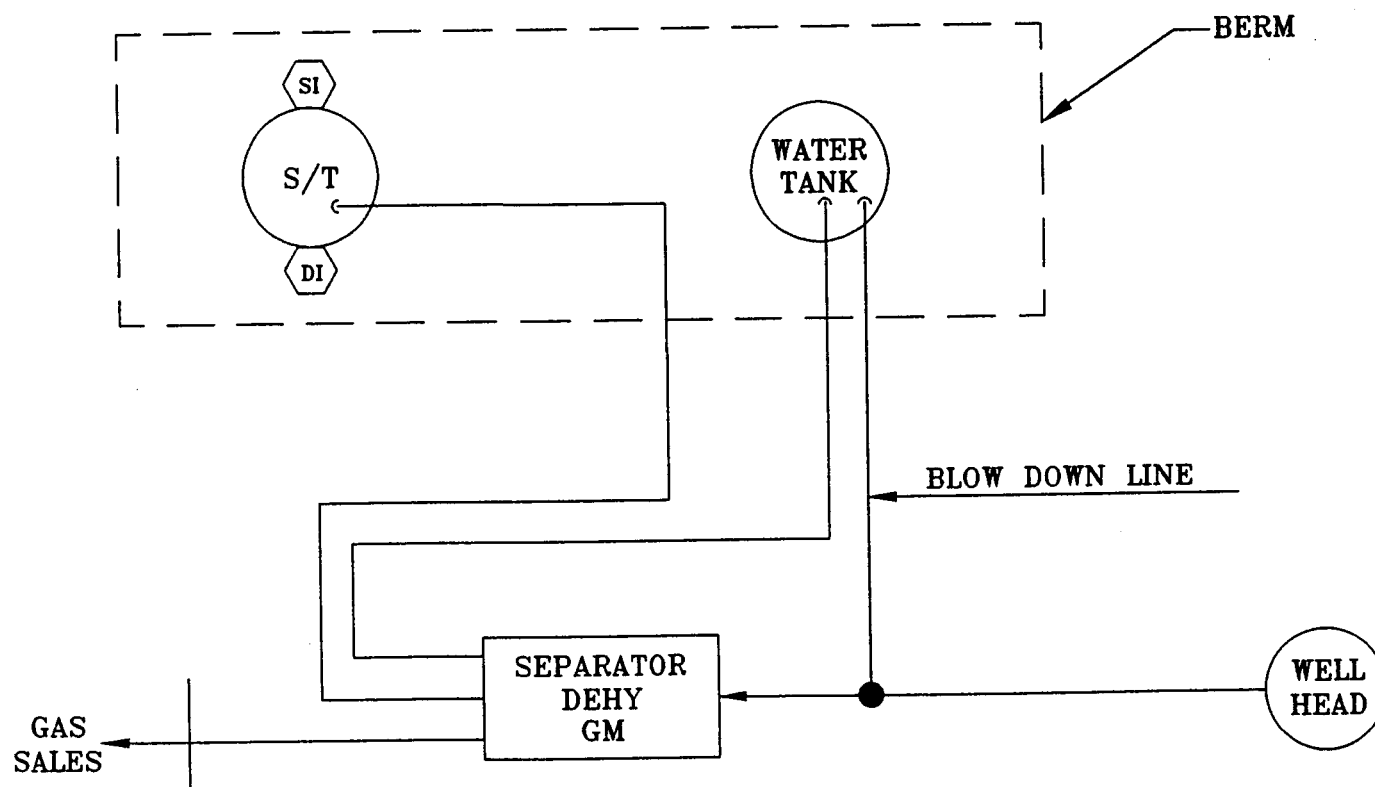 BERM
SI
S/T
DI
WATER
TANK
BLOW DOWN LINE
SEPARATOR
DEHY
GM
WELL
HEAD
GAS
SALES